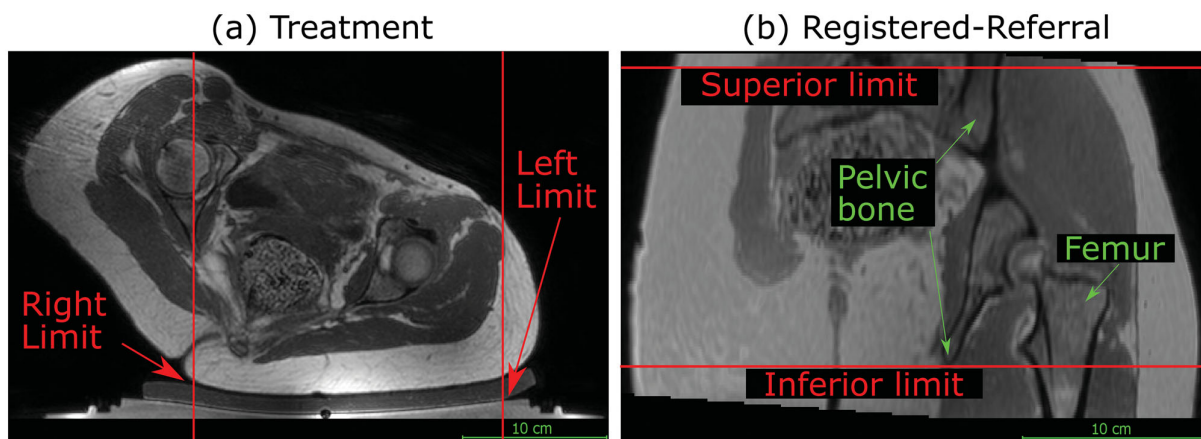 (a) Treatment
(b) Registered-Referral
Left
Limit
Right
Limit
10 cm
Superior limit
Pelvic
bone
Femur
Inferior limit
10 cm